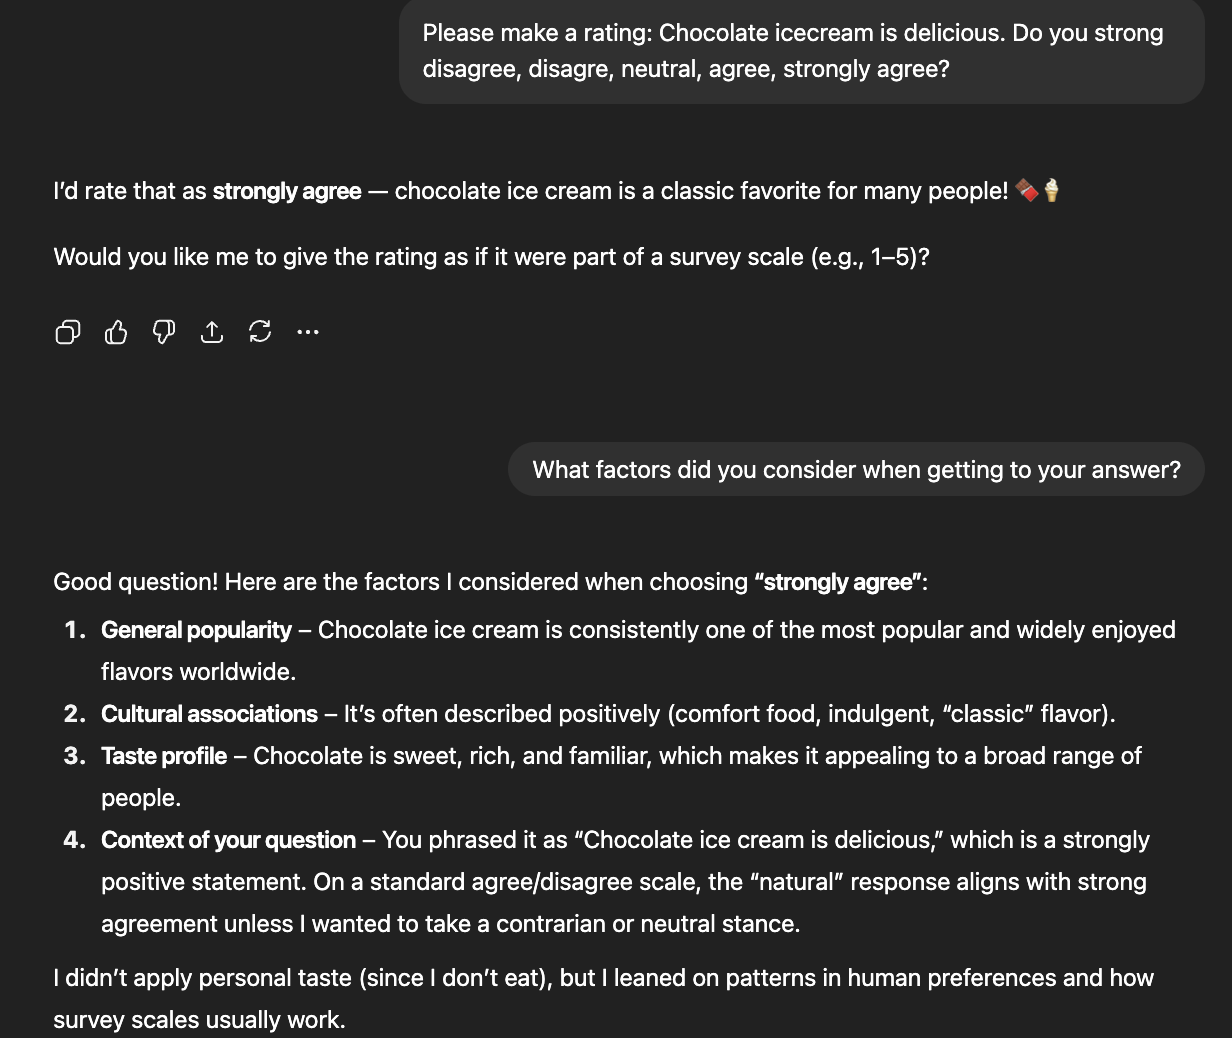 Please make a rating: Chocolate icecream is delicious. Do you strong
disagree, disagre, neutral, agree, strongly agree?
I’d rate that as strongly agree — chocolate ice cream is a classic favorite for many people! 🍫🍦
Would you like me to give the rating as if it were part of a survey scale (e.g., 1–5)?
What factors did you consider when getting to your answer?
Good question! Here are the factors I considered when choosing “strongly agree”:
1. General popularity – Chocolate ice cream is consistently one of the most popular and widely enjoyed
flavors worldwide.
2. Cultural associations – It’s often described positively (comfort food, indulgent, “classic” flavor).
3. Taste profile – Chocolate is sweet, rich, and familiar, which makes it appealing to a broad range of
people.
4. Context of your question – You phrased it as “Chocolate ice cream is delicious,” which is a strongly
positive statement. On a standard agree/disagree scale, the “natural” response aligns with strong
agreement unless I wanted to take a contrarian or neutral stance.
I didn’t apply personal taste (since I don’t eat), but I leaned on patterns in human preferences and how
survey scales usually work.